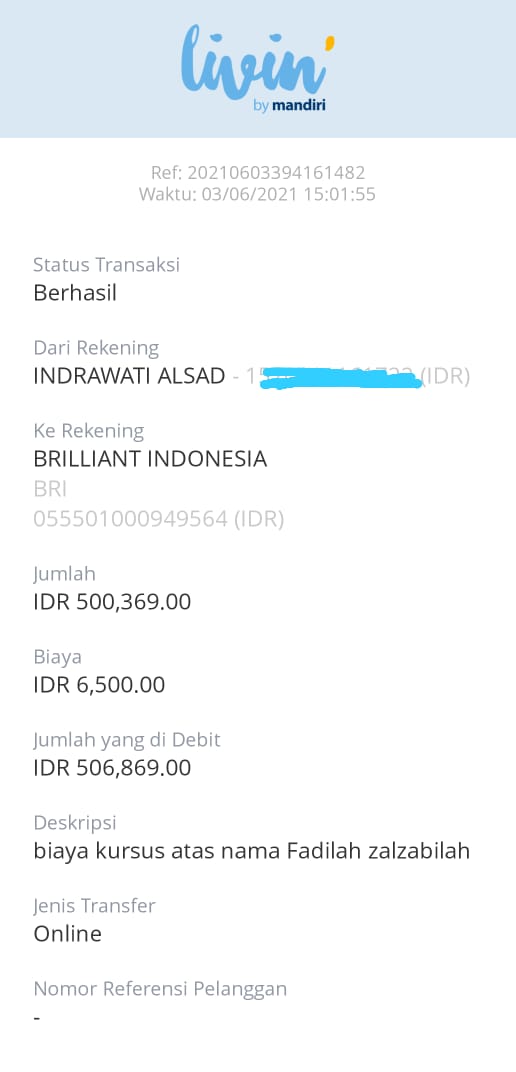 livin'
by mandiri
Ref: 20210603394161482
Waktu: 03/06/2021 15:01:55
Status Transaksi
Berhasil
Dari Rekening
INDRAWATI ALSAD - (IDR)
Ke Rekening
BRILLIANT INDONESIA
BRI
055501000949564 (IDR)
Jumlah
IDR 500,369.00
Biaya
IDR 6,500.00
Jumlah yang di Debit
IDR 506,869.00
Deskripsi
biaya kursus atas nama Fadilah zalzabilah
Jenis Transfer
Online
Nomor Referensi Pelanggan
-